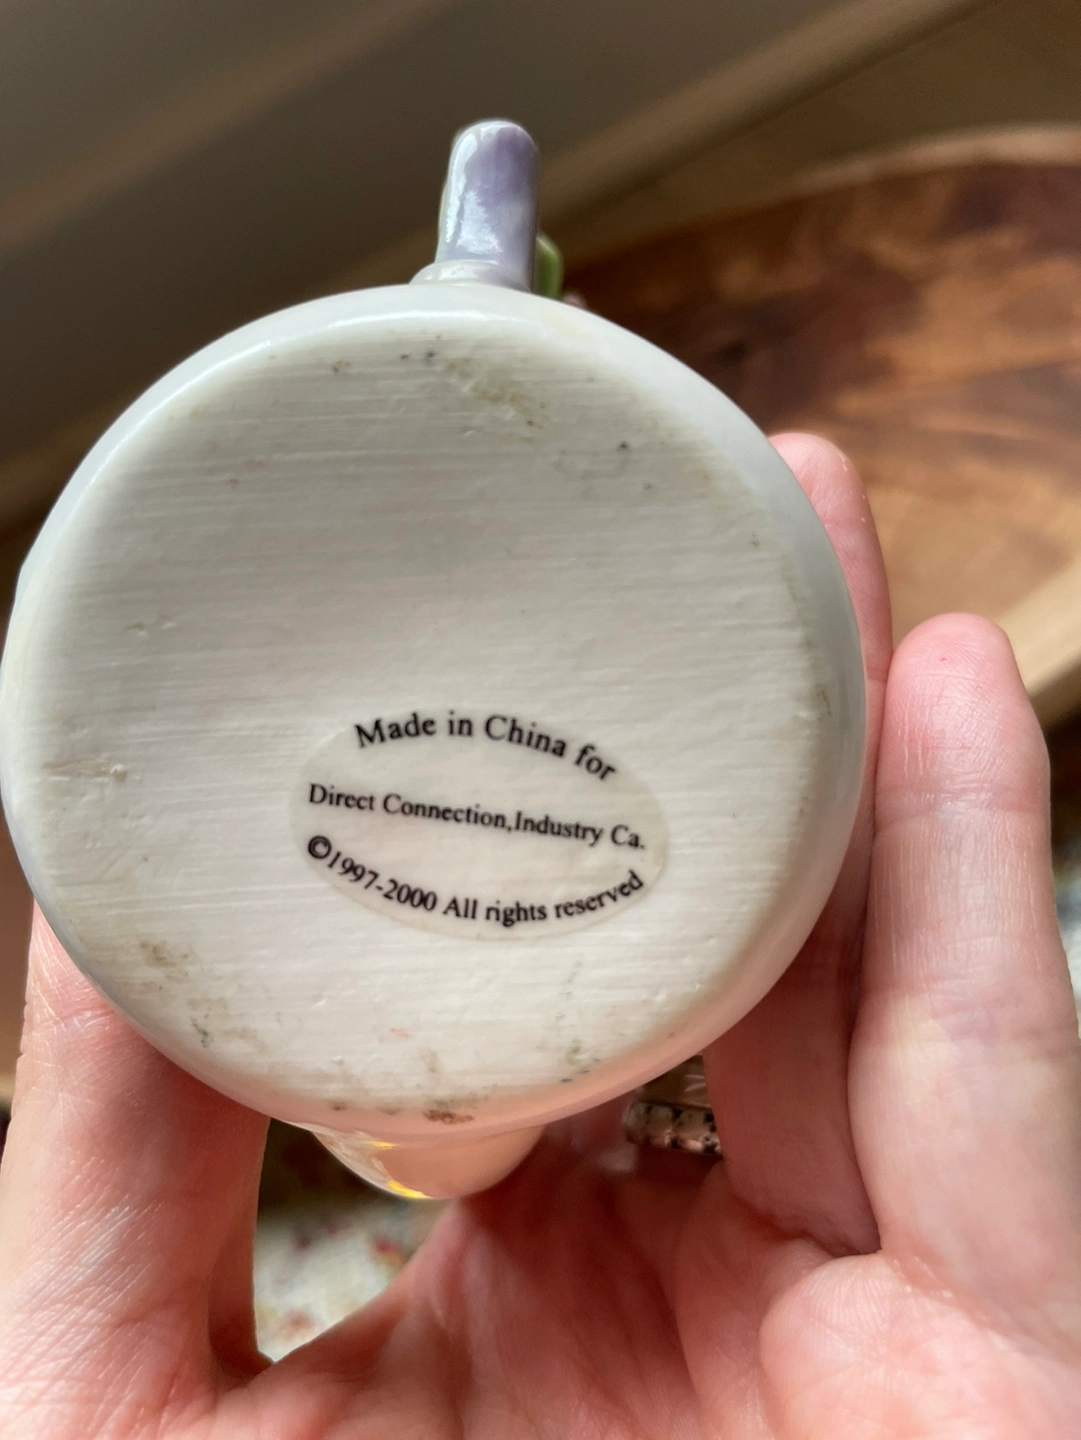 Made in China for
Direct Connection,Industry Ca.
©1997-2000 All rights reserved